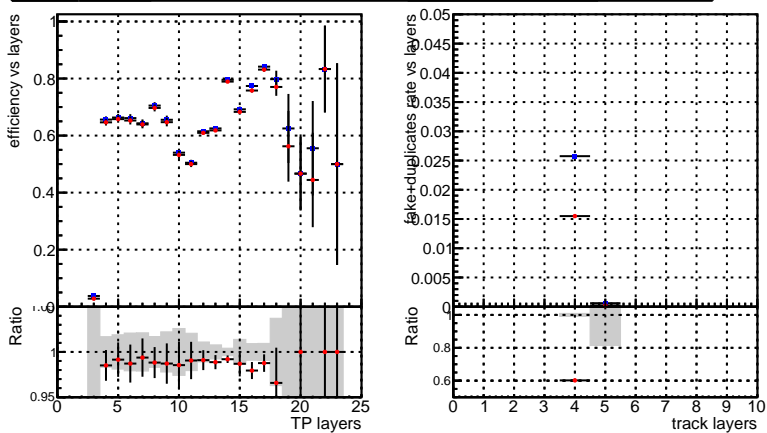 efficiency vs layers
1
0.8
0.6
0.4
0.2
0
Ratio
1
0.95
0 5 10 15 20 25
TP layers
fake+duplicates rate vs layers
0.05
0.045
0.04
0.035
0.03
0.025
0.02
0.015
0.01
0.005
0
Ratio
0.8
0.6
0 1 2 3 4 5 6 7 8 9 10
track layers